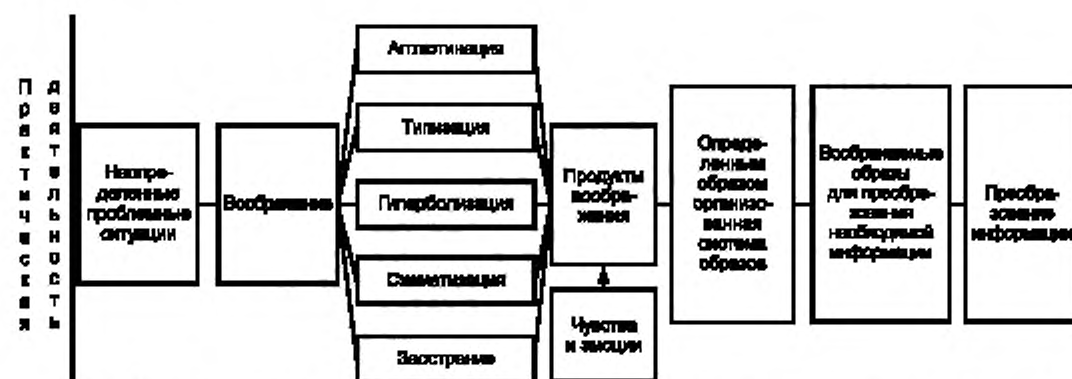 Практическая
деятельность
Неопре-
деленные
проблемные
ситуации
Воображение
Агглютинация
Типизация
Гиперболизация
Схематизация
Заострение
Продукты
вообра-
жения
Чувства
и эмоции
Опреде-
ленным
образом
организо-
ванная
система
образов
Воображаемые
образы
для преобра-
зования
необходимой
информации
Преобра-
зование
информации